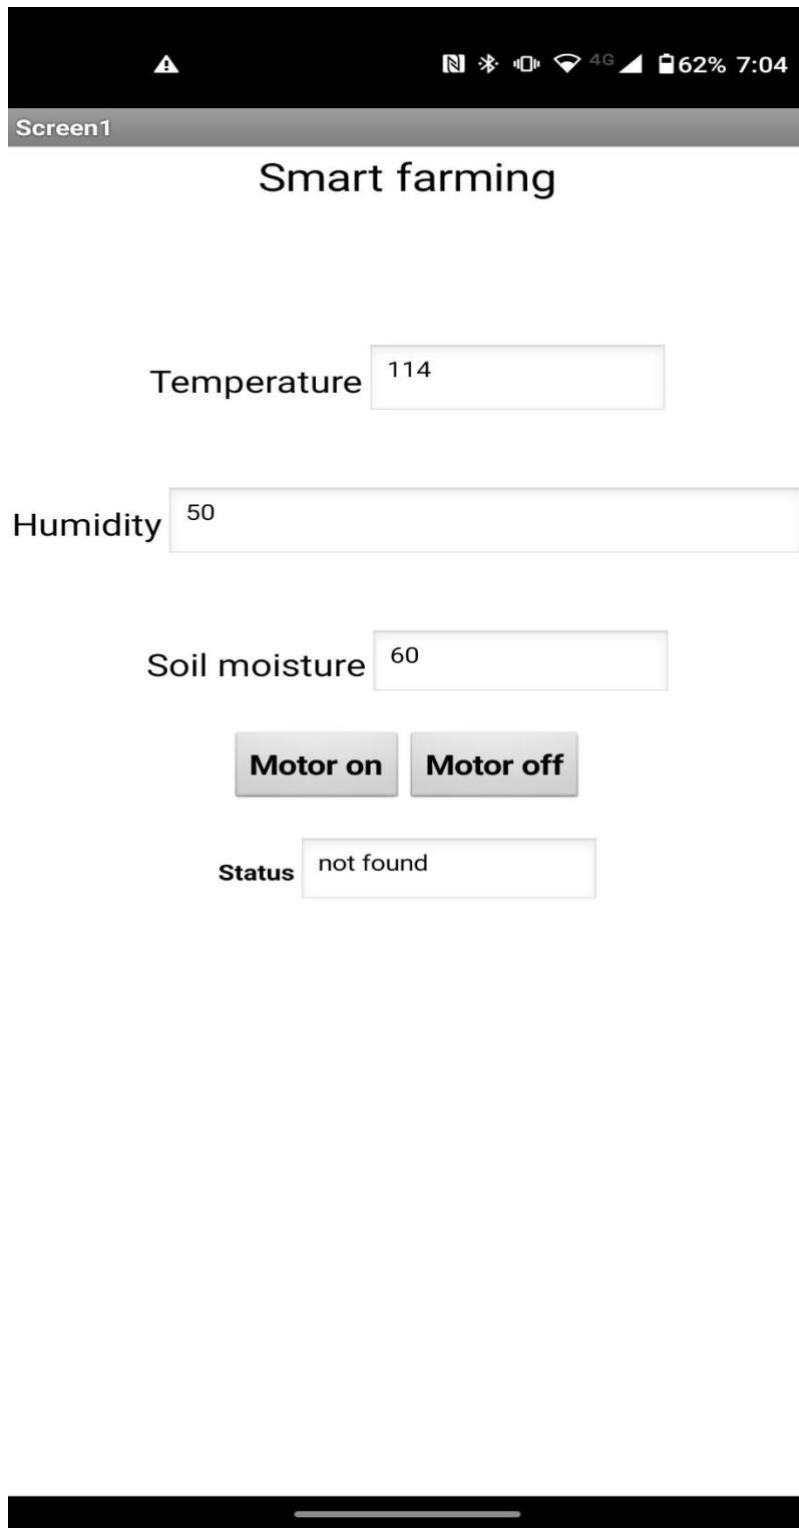 4G 62% 7:04
Screen1
Smart farming
Temperature 114
Humidity 50
Soil moisture 60
Motor on Motor off
Status not found